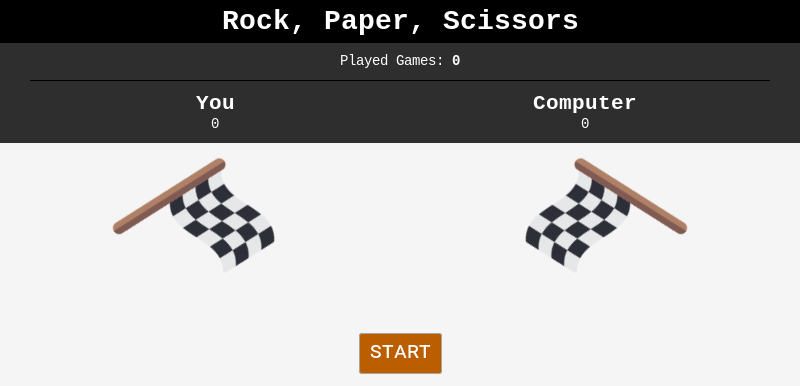 Rock, Paper, Scissors
Played Games: 0
You
0
Computer
0
START